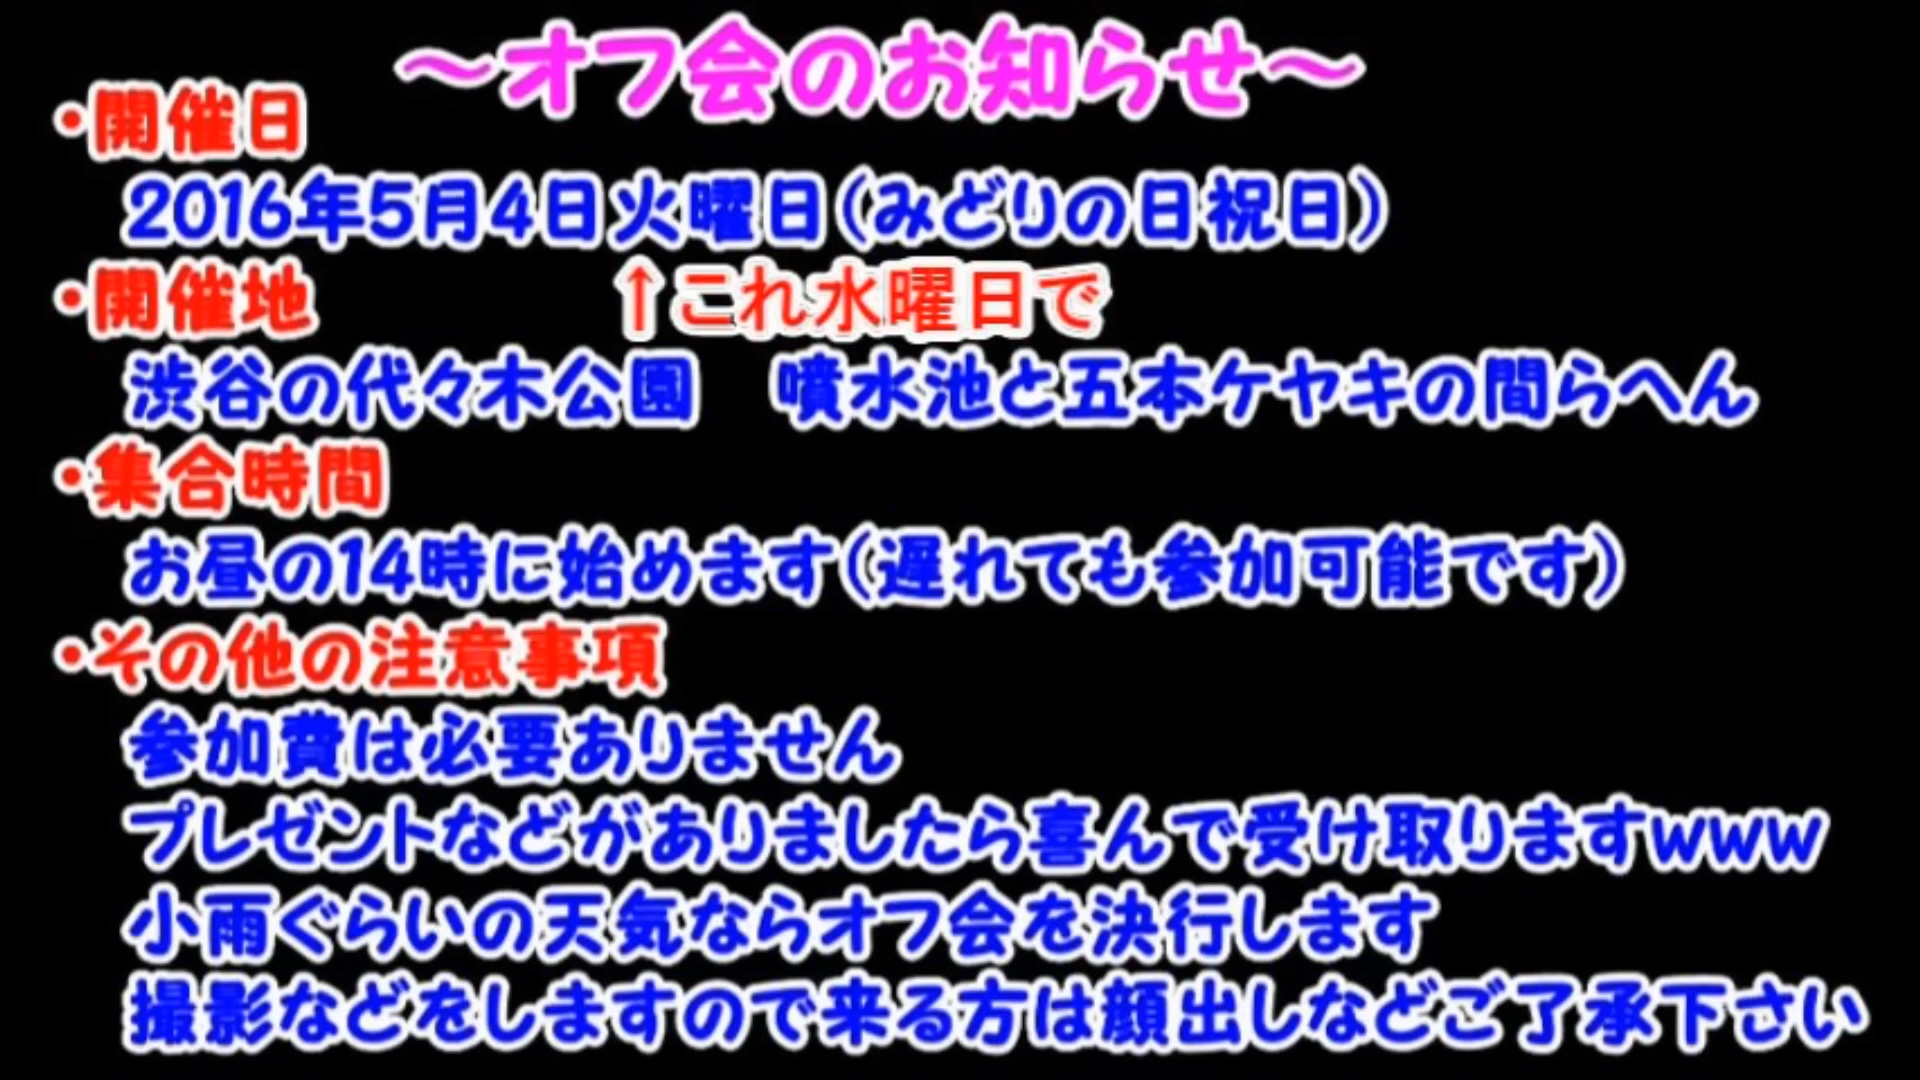 ～オフ会のお知らせ～
・開催日
2016年5月4日火曜日(みどりの日祝日)
・開催地
↑これ水曜日で
渋谷の代々木公園　噴水池と五本ケヤキの間らへん
・集合時間
お昼の14時に始めます(遅れても参加可能です)
・その他の注意事項
参加費は必要ありません
プレゼントなどがありましたら喜んで受け取りますwww
小雨ぐらいの天気ならオフ会を決行します
撮影などをしますので来る方は顔出しなどご了承下さい